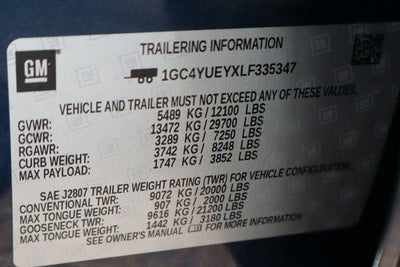 GM
TRAILERING INFORMATION
1GC4YUEYXLF335347
VEHICLE AND TRAILER MUST NOT EXCEED ANY OF THESE VALUES
GVWR: 5489 KG/12100 LBS
GCWR: 13472 KG/29700 LBS
RGAWR: 3289 KG/ 7250 LBS
CURB WEIGHT: 3742 KG/ 8248 LBS
MAX PAYLOAD: 1747 KG/ 3852 LBS
SAE J2807 TRAILER WEIGHT RATING (TWR) FOR VEHICLE CONFIGURATION.
CONVENTIONAL TWR: 9072 KG/20000 LBS
MAX TONGUE WEIGHT: 907 KG/ 2000 LBS
GOOSENECK TWR: 9616 KG/21200 LBS
MAX TONGUE WEIGHT: 1442 KG/ 3180 LBS
SEE OWNER'S MANUAL FOR MORE INFORMATION.